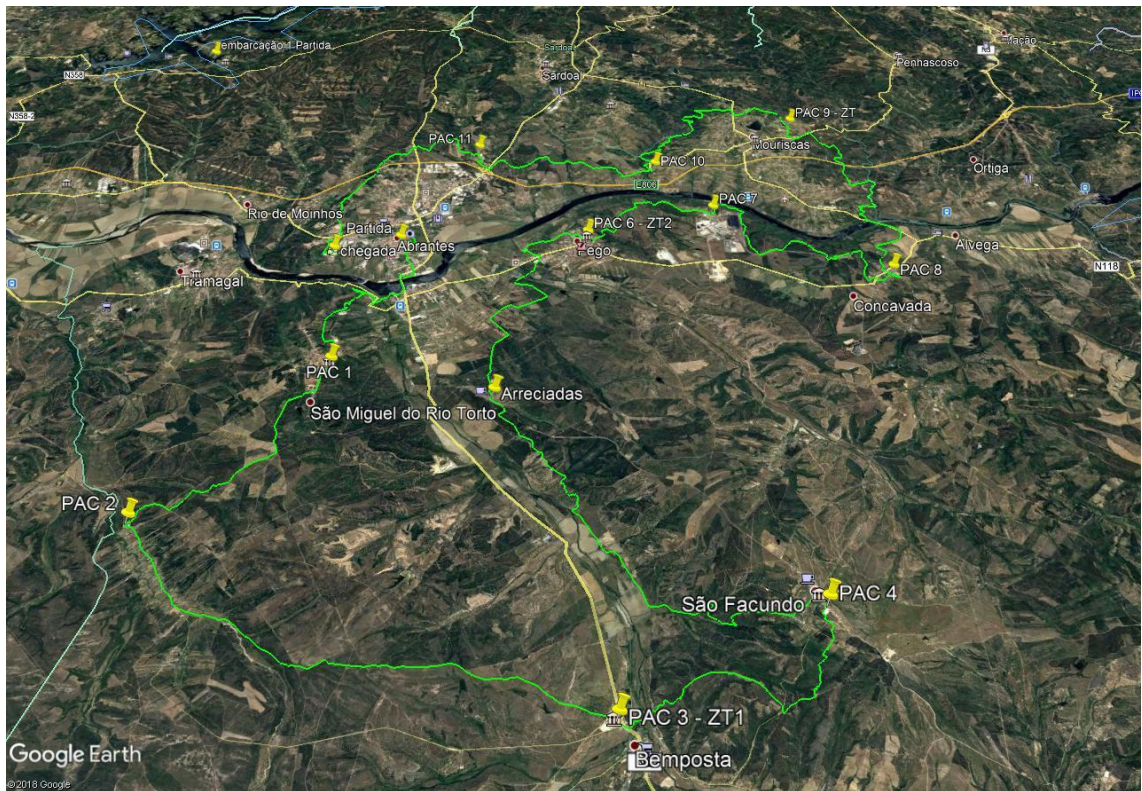 embarcação 1 Partida
N358
N358-2
Sardoal
Sardoa
Mação
Penhascoso
PAC 9 - ZT
PAC 11
Mouriscas
PAC 10
Ortiga
E806
Rio de Moinhos
PAC 7
Partida
chegada
Abrantes
PAC 6 - ZT2
Pego
Alvega
Tramagal
PAC 8
N118
Concavada
PAC 1
Arreciadas
São Miguel do Rio Torto
PAC 2
São Facundo
PAC 4
PAC 3 - ZT1
Bemposta
Google Earth
©2018 Google